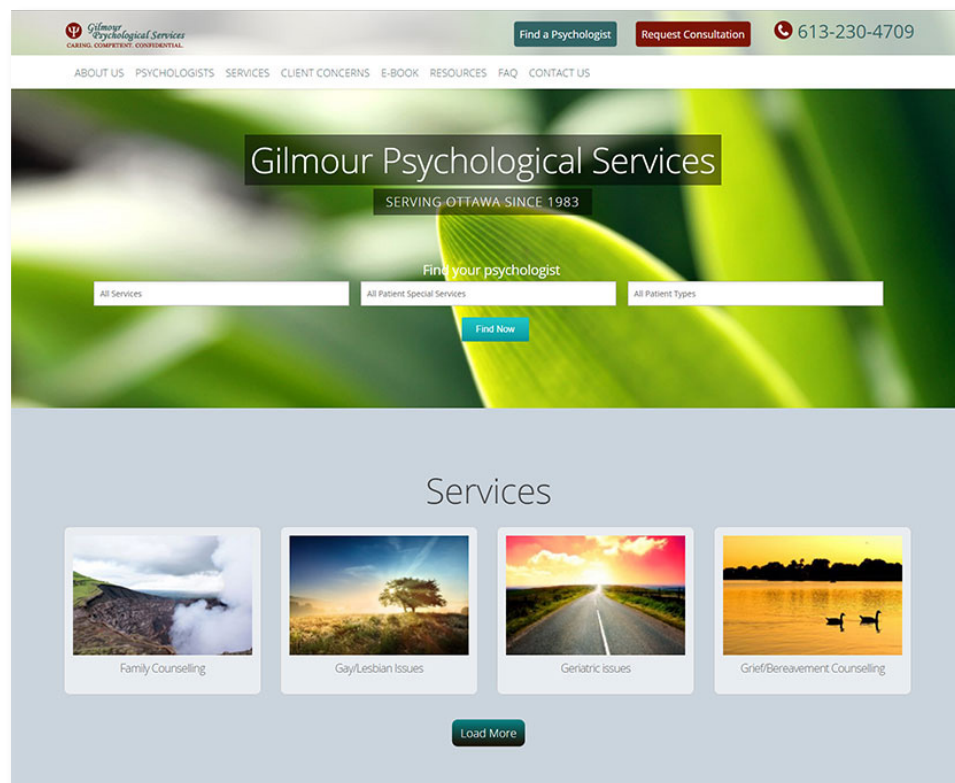 Gilmour
Psychological Services
CARING. COMPETENT. CONFIDENTIAL.
Find a Psychologist
Request Consultation
613-230-4709
ABOUT US PSYCHOLOGISTS SERVICES CLIENT CONCERNS E-BOOK RESOURCES FAQ CONTACT US
Gilmour Psychological Services
SERVING OTTAWA SINCE 1983
Find your psychologist
All Services
All Patient Special Services
All Patient Types
Find Now
Services
Family Counselling
Gay/Lesbian Issues
Geriatric issues
Grief/Bereavement Counselling
Load More